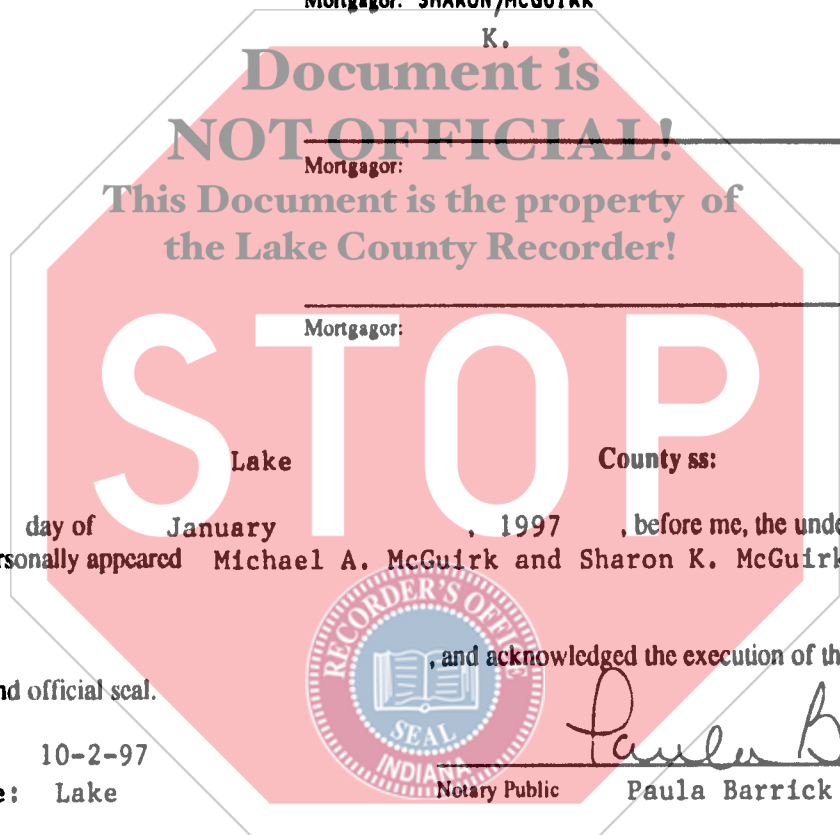 Mortgagor: SHARON/MCGUIRK
K.
Document is
NOT OFFICIAL!
Mortgagor:
This Document is the property of
the Lake County Recorder!
Mortgagor:
STOP
Lake County ss:
day of January , 1997 , before me, the unde
rsonally appeared Michael A. McGuirk and Sharon K. McGuirk
RECORDER'S OFFICE
, and acknowledged the execution of th
nd official seal.
SEAL
INDIANA
Paula B
10-2-97
Notary Public Paula Barrick
e: Lake